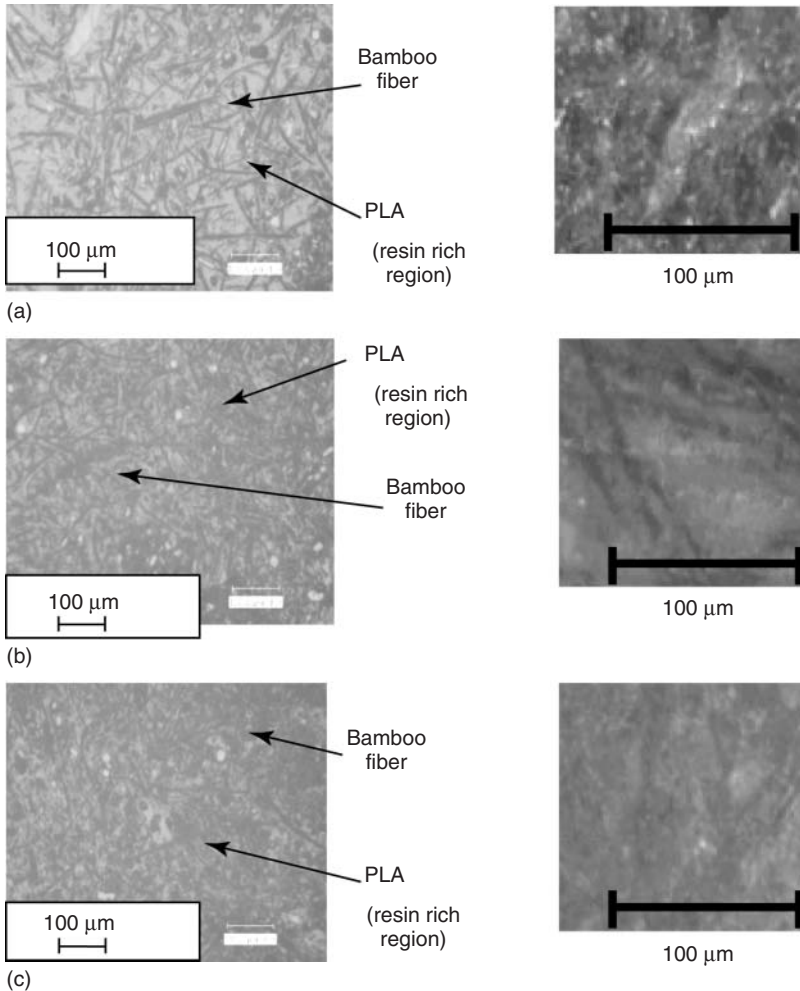 Bamboo
fiber
PLA
(resin rich
region)
100 μm
100 μm
(a)
PLA
(resin rich
region)
Bamboo
fiber
100 μm
100 μm
(b)
Bamboo
fiber
PLA
(resin rich
region)
100 μm
100 μm
(c)